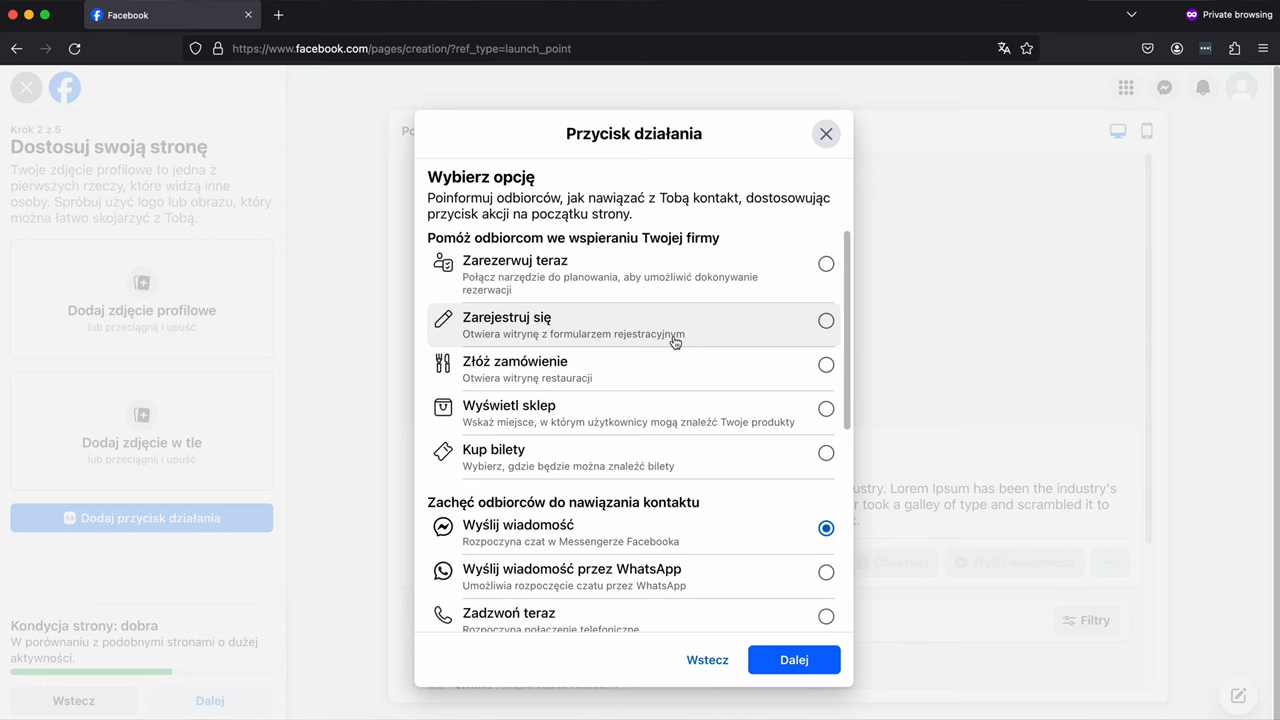 Facebook
Private browsing
https://www.facebook.com/pages/creation/?ref_type=launch_point
Krok 2 z 5
Dostosuj swoją stronę
Twoje zdjęcie profilowe to jedna z
pierwszych rzeczy, które widzą inne
osoby. Spróbuj użyć logo lub obrazu, który
można łatwo skojarzyć z Tobą.
Dodaj zdjęcie profilowe
lub przeciągnij i upuść
Dodaj zdjęcie w tle
lub przeciągnij i upuść
Dodaj przycisk działania
Kondycja strony: dobra
W porównaniu z podobnymi stronami o dużej
aktywności.
Wstecz
Dalej
Przycisk działania
Wybierz opcję
Poinformuj odbiorców, jak nawiązać z Tobą kontakt, dostosowując
przycisk akcji na początku strony.
Pomóż odbiorcom we wspieraniu Twojej firmy
Zarezerwuj teraz
Połącz narzędzie do planowania, aby umożliwić dokonywanie
rezerwacji
Zarejestruj się
Otwiera witrynę z formularzem rejestracyjnym
Złóż zamówienie
Otwiera witrynę restauracji
Wyświetl sklep
Wskaż miejsce, w którym użytkownicy mogą znaleźć Twoje produkty
Kup bilety
Wybierz, gdzie będzie można znaleźć bilety
Zachęć odbiorców do nawiązania kontaktu
Wyślij wiadomość
Rozpoczyna czat w Messengerze Facebooka
Wyślij wiadomość przez WhatsApp
Umożliwia rozpoczęcie czatu przez WhatsApp
Zadzwoń teraz
Rozpoczyna połączenie telefoniczne
Wstecz
Dalej
Po
ustry. Lorem Ipsum has been the industry's
r took a galley of type and scrambled it to
k.
Obserwuj
Wyślij wiadomość
Filtry